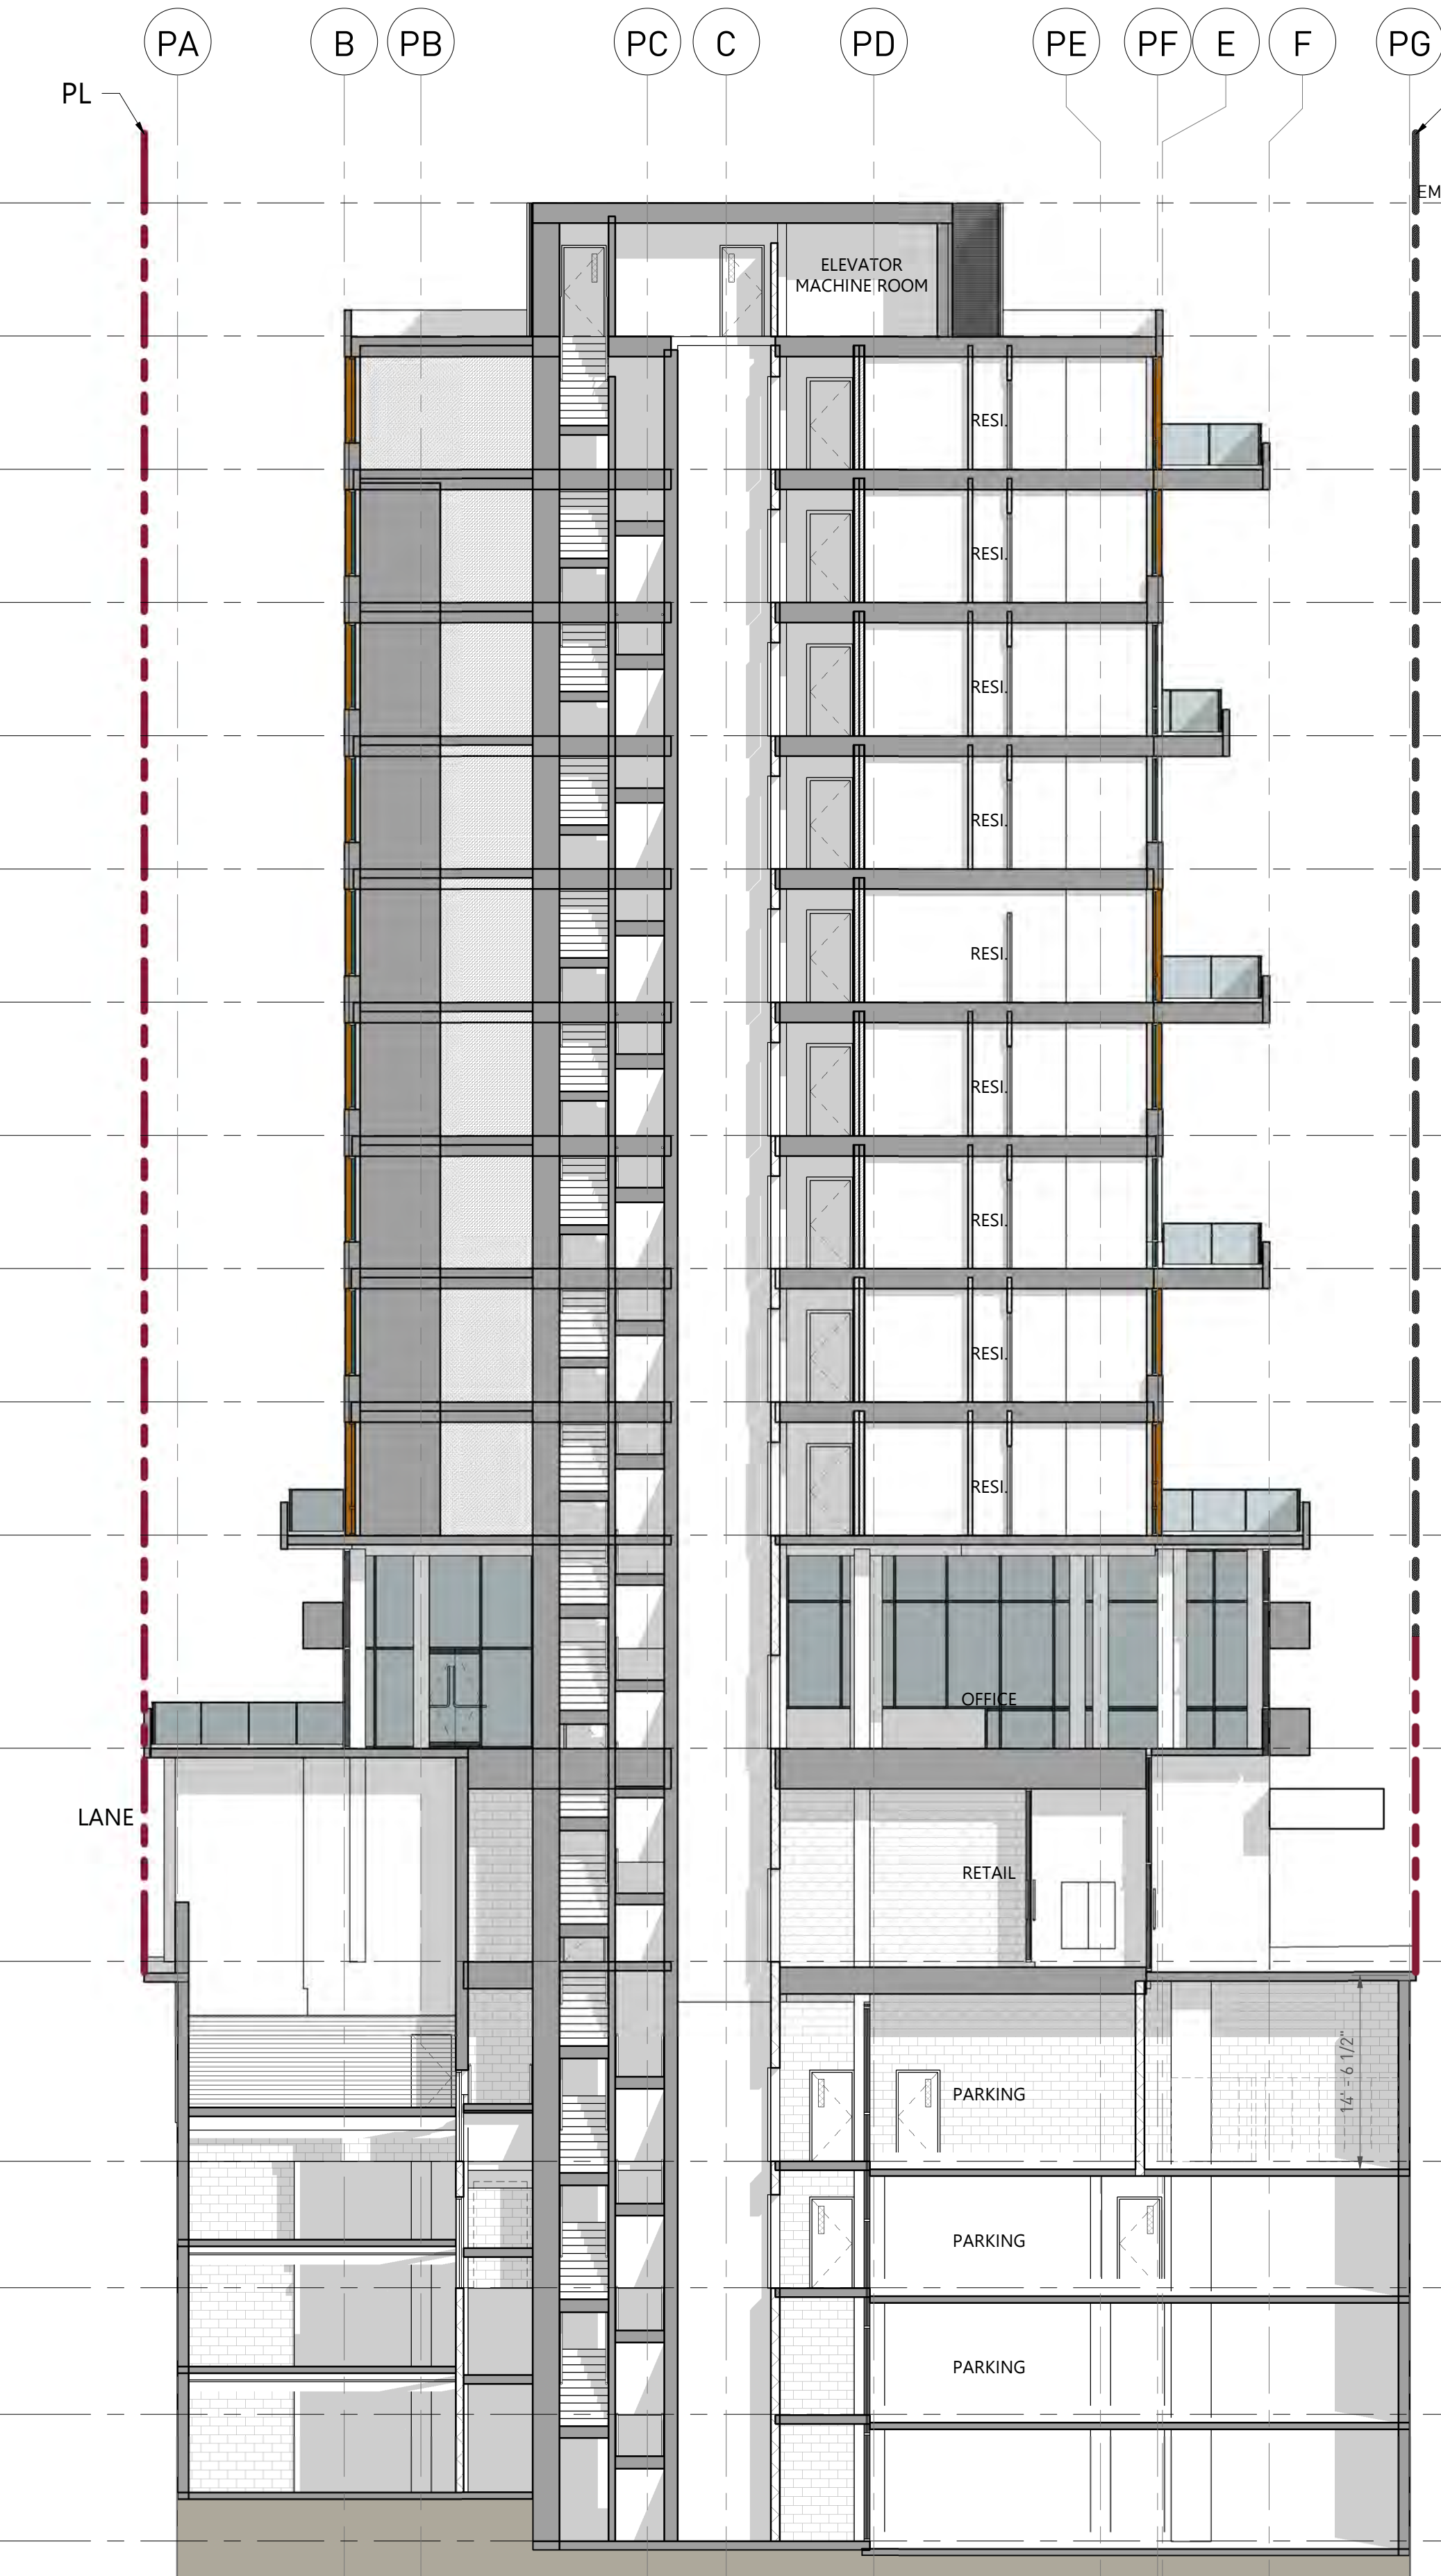 PA
B
PB
PC
C
PD
PE
PF
E
F
PG
PL
EM
ELEVATOR
MACHINE ROOM
RESI.
RESI.
RESI.
RESI.
RESI.
RESI.
RESI.
RESI.
RESI.
OFFICE
LANE
RETAIL
PARKING
14' - 6 1/2"
PARKING
PARKING